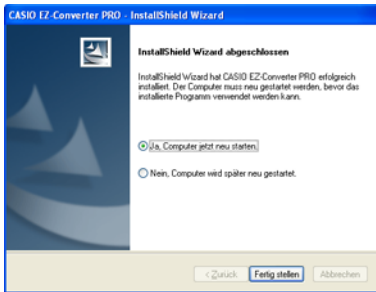 CASIO EZ-Converter PRO - InstallShield Wizard
InstallShield Wizard abgeschlossen
InstallShield Wizard hat CASIO EZ-Converter PRO erfolgreich
installiert. Der Computer muss neu gestartet werden, bevor das
installierte Programm verwendet werden kann.
Ja, Computer jetzt neu starten.
Nein, Computer wird später neu gestartet.
< Zurück Fertig stellen Abbrechen